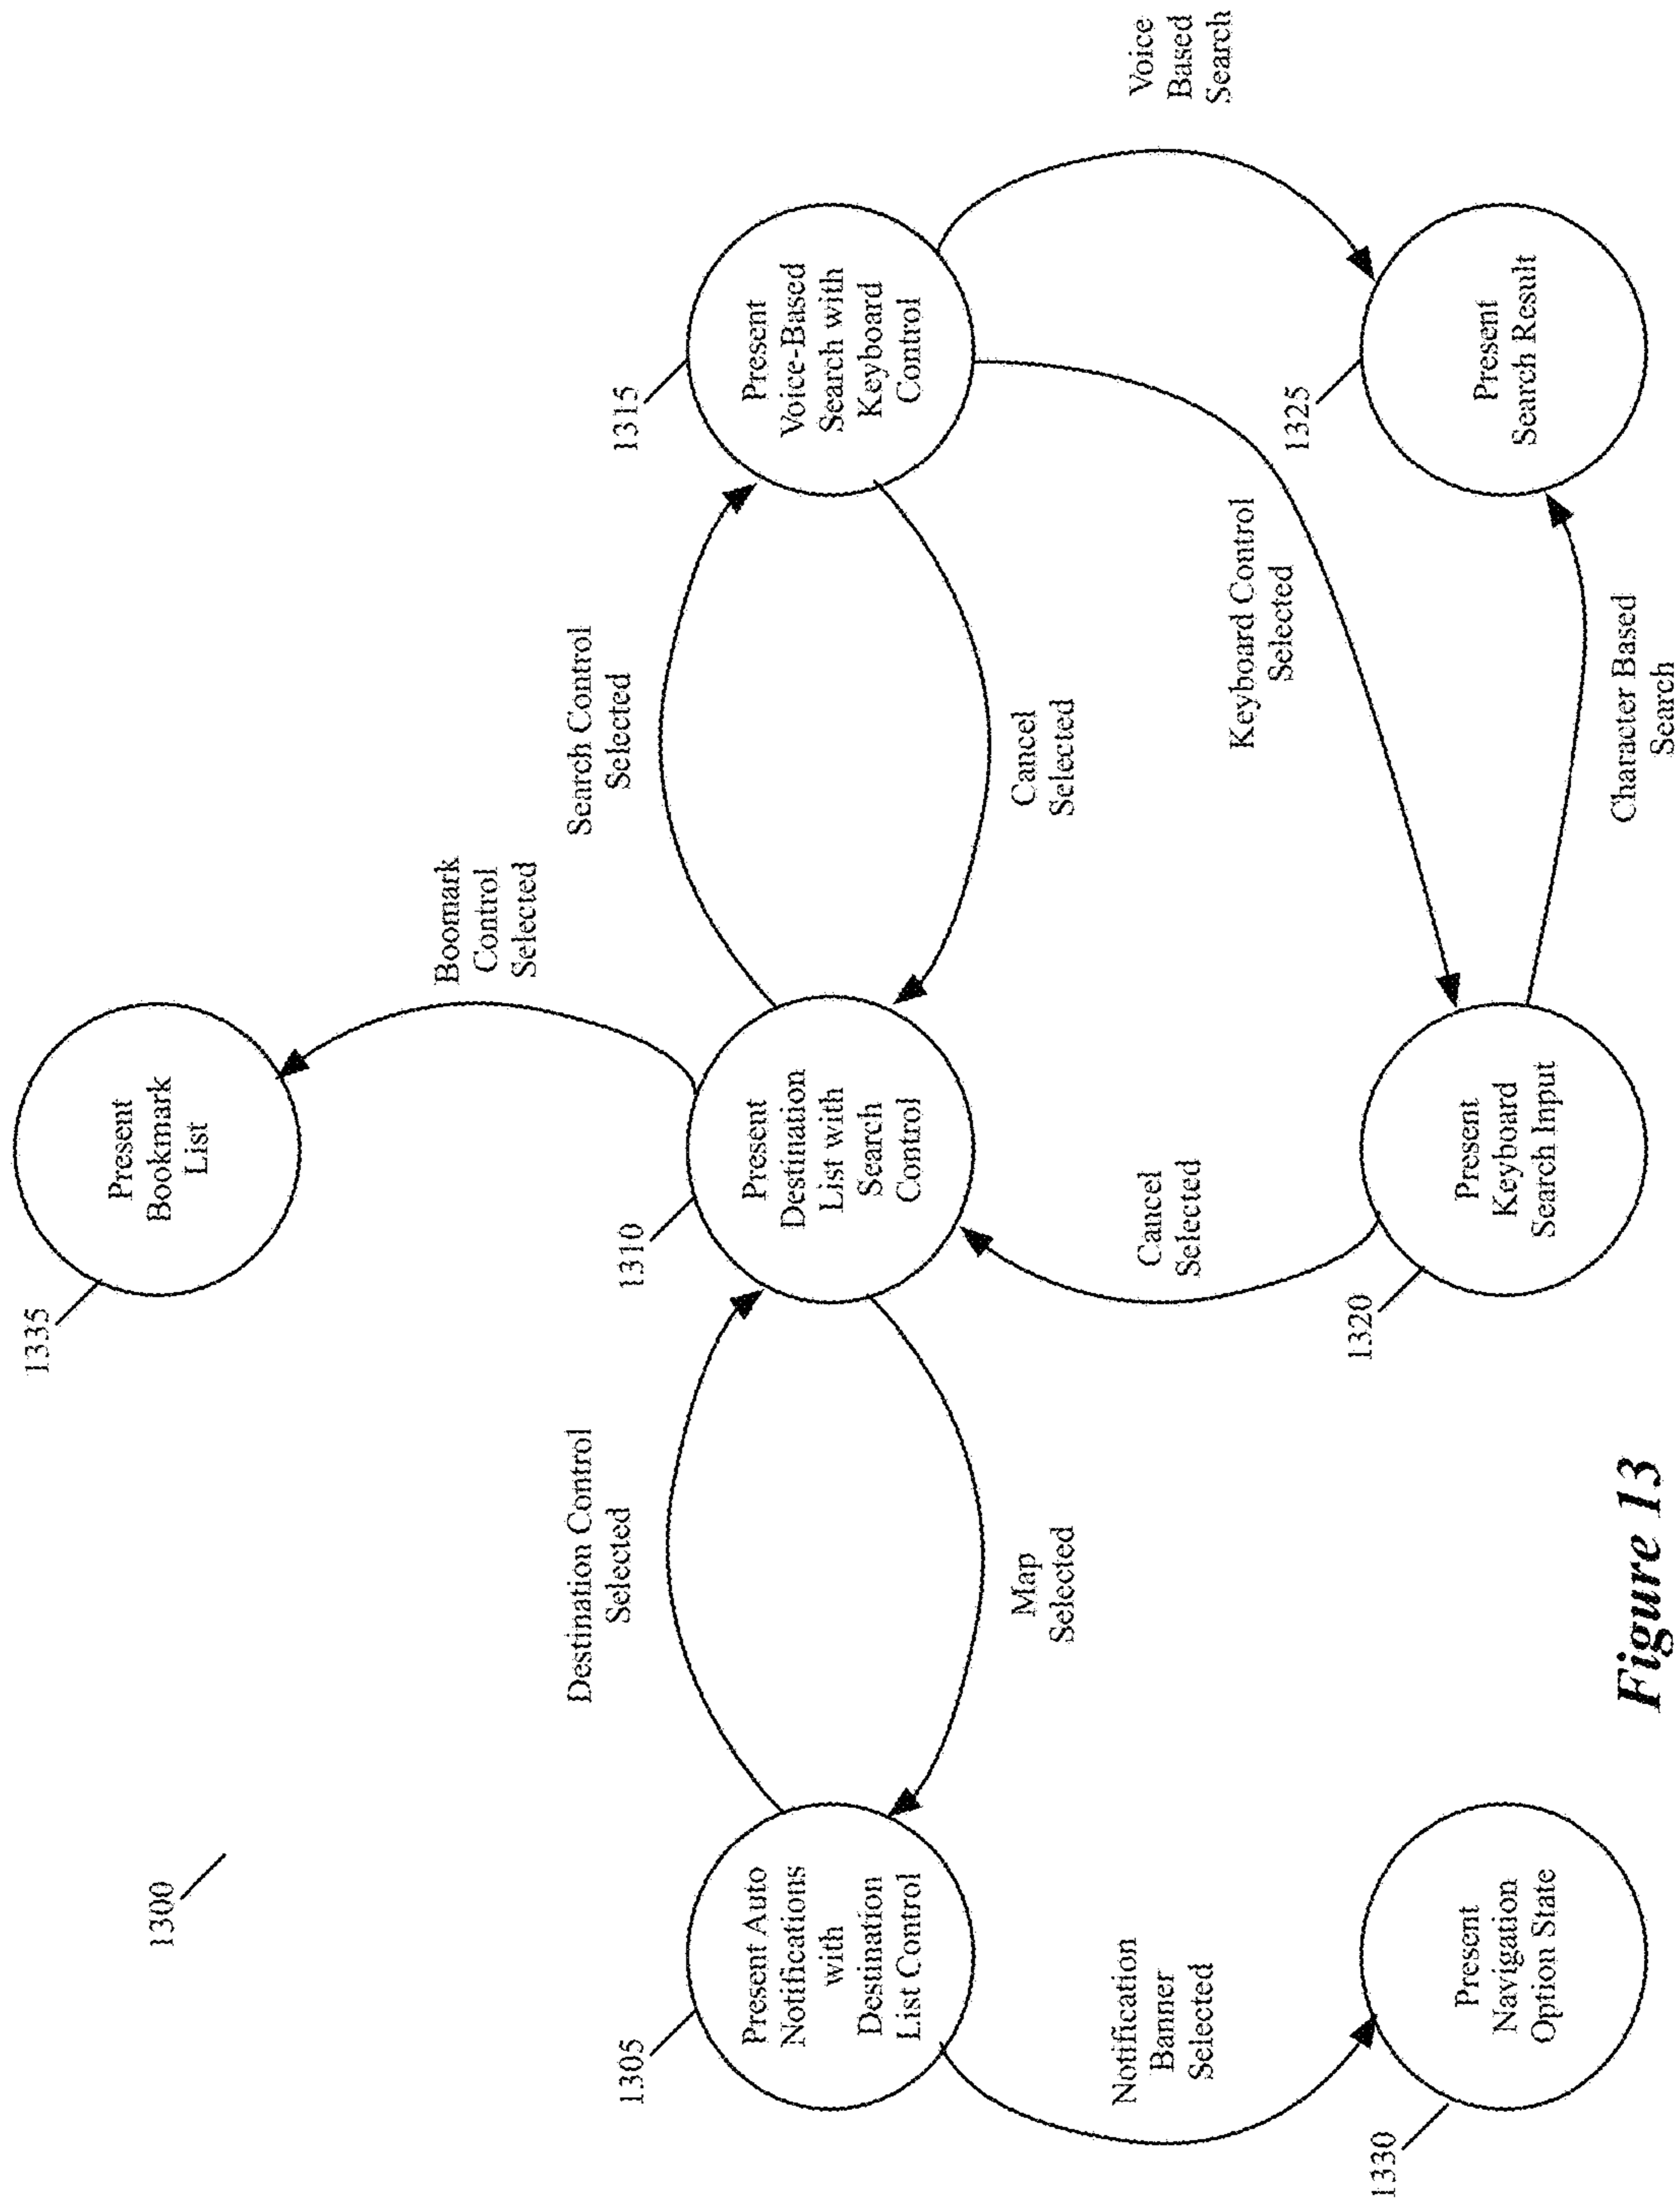 1300
1335
Present
Bookmark
List
Boomark
Control
Selected
Destination Control
Selected
Search Control
Selected
1305
Present Auto
Notifications
with
Destination
List Control
1310
Present
Destination
List with
Search
Control
1315
Present
Voice-Based
Search with
Keyboard
Control
Map
Selected
Cancel
Selected
Notification
Banner
Selected
Cancel
Selected
Keyboard Control
Selected
Voice
Based
Search
1330
Present
Navigation
Option State
1320
Present
Keyboard
Search Input
1325
Present
Search Result
Character Based
Search
Figure 13